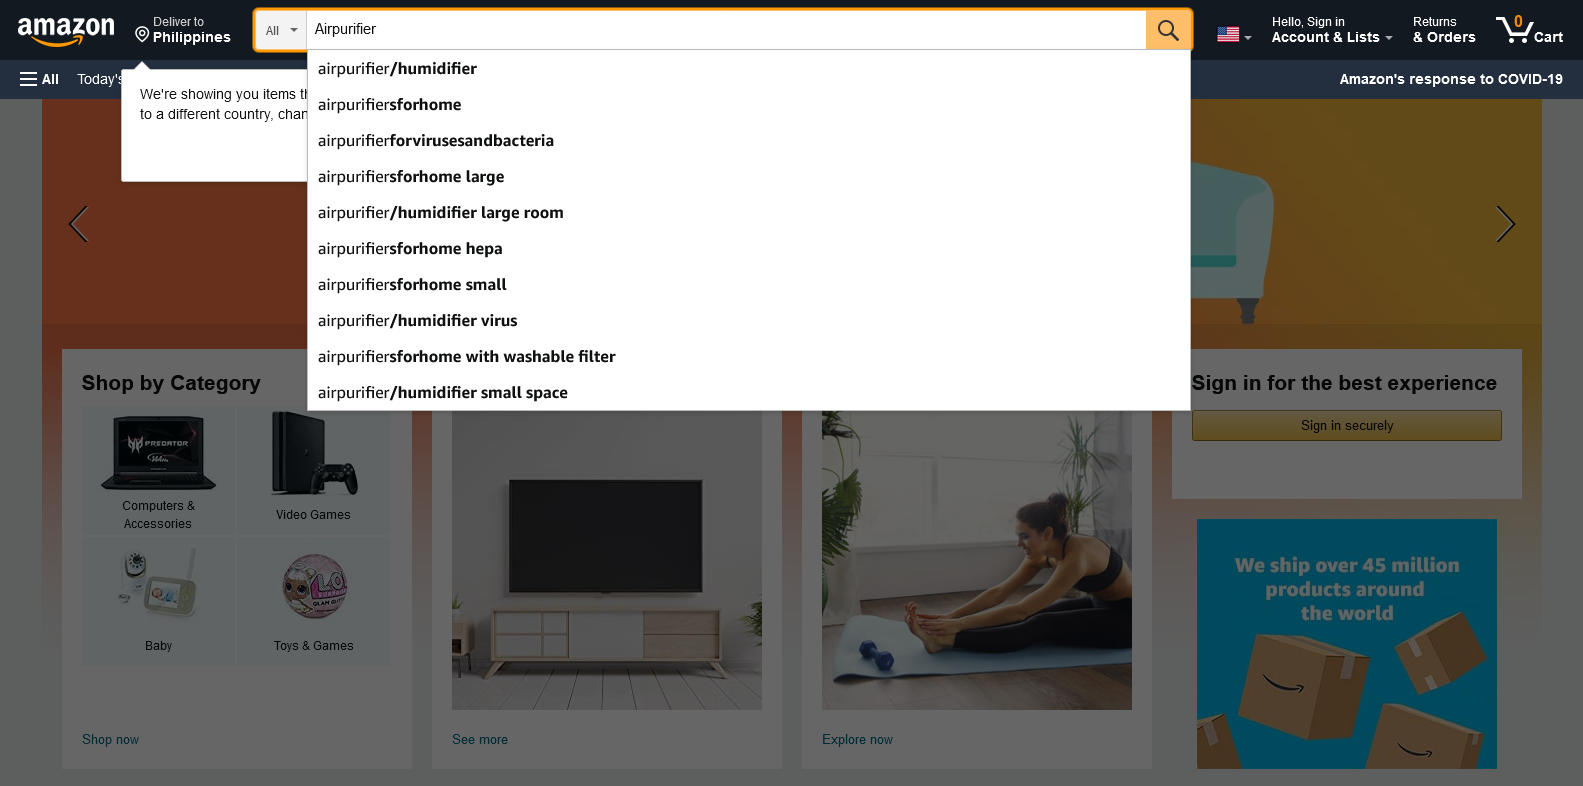 amazon
Deliver to
Philippines
All
Airpurifier
Hello, Sign in
Account & Lists
Returns
& Orders
0
Cart
All
Today's
Amazon's response to COVID-19
We're showing you items th
to a different country, chan
airpurifier/humidifier
airpurifiersforhome
airpurifierforvirusesandbacteria
airpurifiersforhome large
airpurifier/humidifier large room
airpurifiersforhome hepa
airpurifiersforhome small
airpurifier/humidifier virus
airpurifiersforhome with washable filter
airpurifier/humidifier small space
Shop by Category
PREDATOR
Computers &
Accessories
Video Games
L.O.L
GLAM GLITTER
Baby
Toys & Games
Shop now
See more
Explore now
Sign in for the best experience
Sign in securely
We ship over 45 million
products around
the world